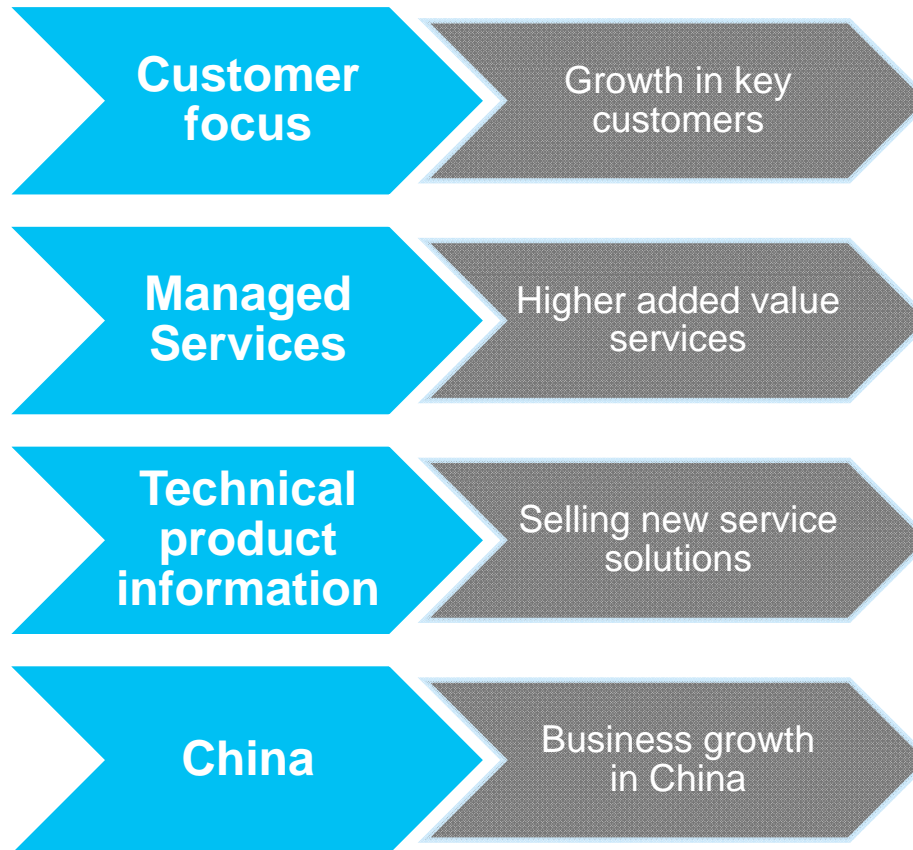 Customer
focus
Growth in key
customers
Managed
Services
Higher added value
services
Technical
product
information
Selling new service
solutions
China
Business growth
in China